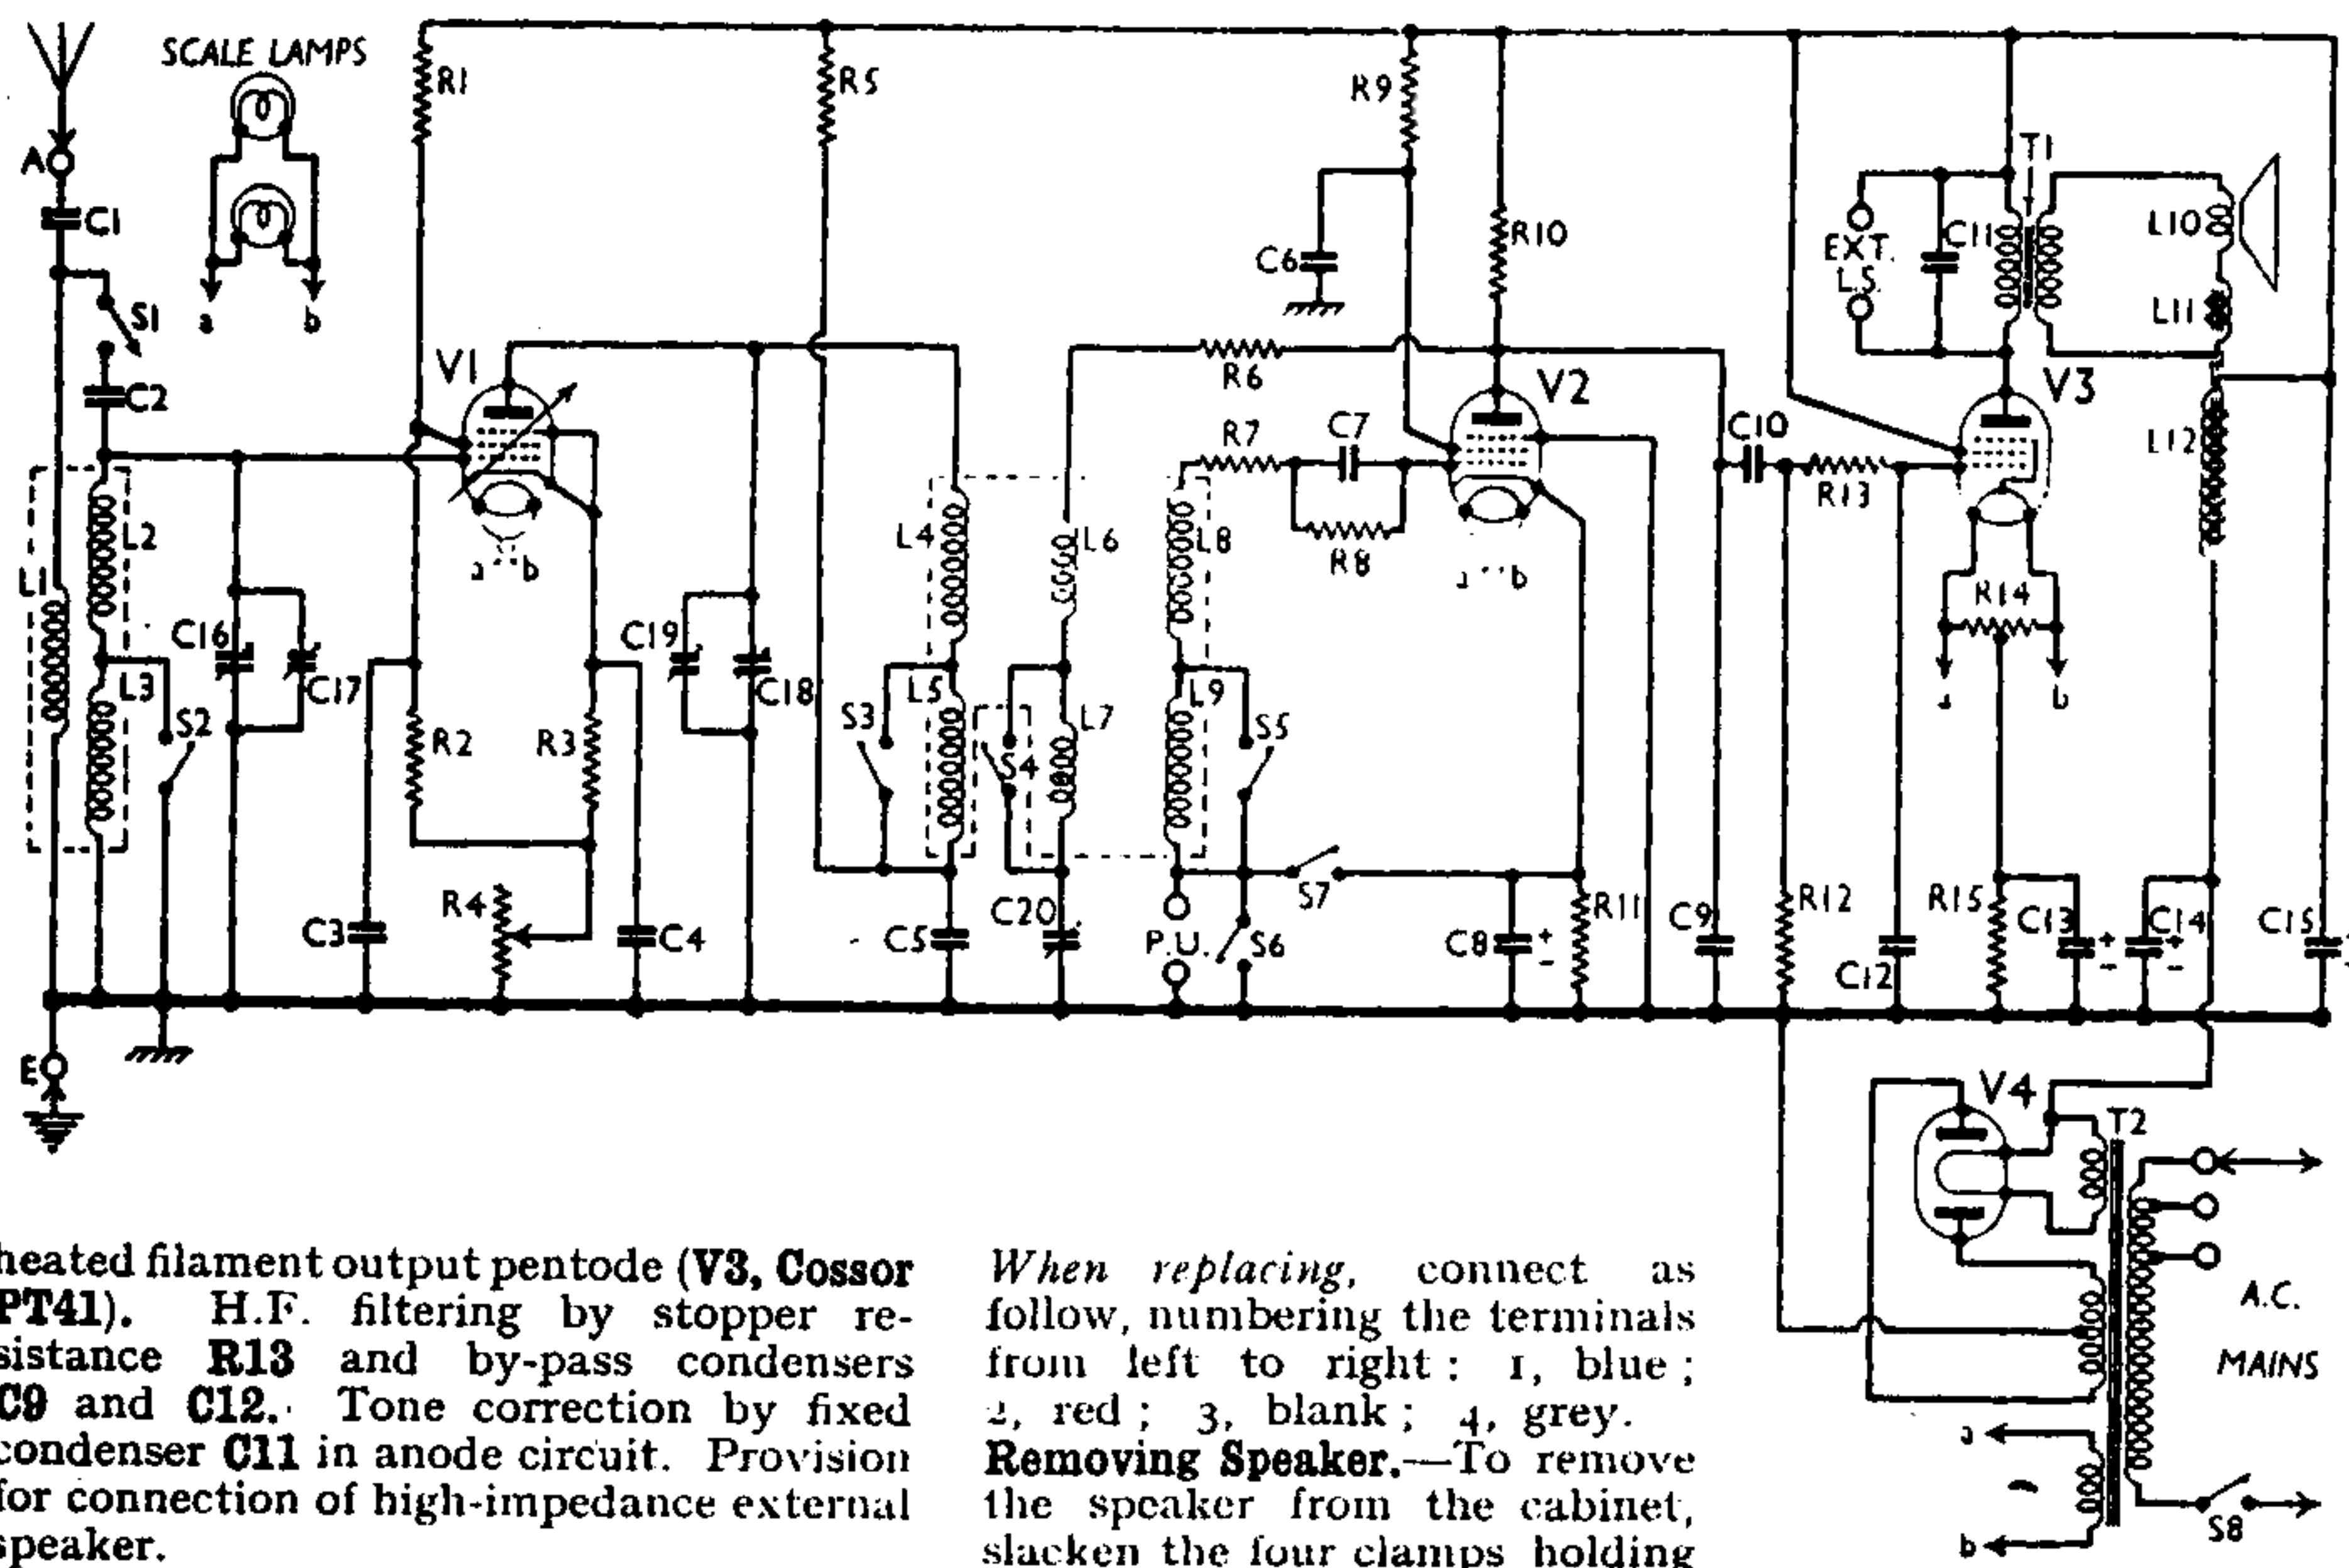 SCALE LAMPS
R1
R5
R9
T1
A
C1
R10
L10
EXT.
L.S.
C11
C6
S1
a b
L11
V1
R6
V2
V3
C2
R7 C7
C10
L12
R13
L2
L4
L6
L8
R8
a b
b
L1
R14
C16
C19
L3
C17
C18
L5
L9
a b
S2
S3
L7
S5
R2
R3
S4
R4
C20
S7
R11
C9
R12
R15
C13
C14
C15
C3
C4
C5
P.U.
S6
C8 + -
C12
+ - + -
E
V4
T2
A.C.
MAINS
a
b
S8
heated filament output pentode (V3, Cossor
PT41). H.F. filtering by stopper re-
sistance R13 and by-pass condensers
C9 and C12. Tone correction by fixed
condenser C11 in anode circuit. Provision
for connection of high-impedance external
speaker.
When replacing, connect as
follow, numbering the terminals
from left to right : 1, blue ;
2, red ; 3, blank ; 4, grey.
Removing Speaker.—To remove
the speaker from the cabinet,
slacken the four clamps holding